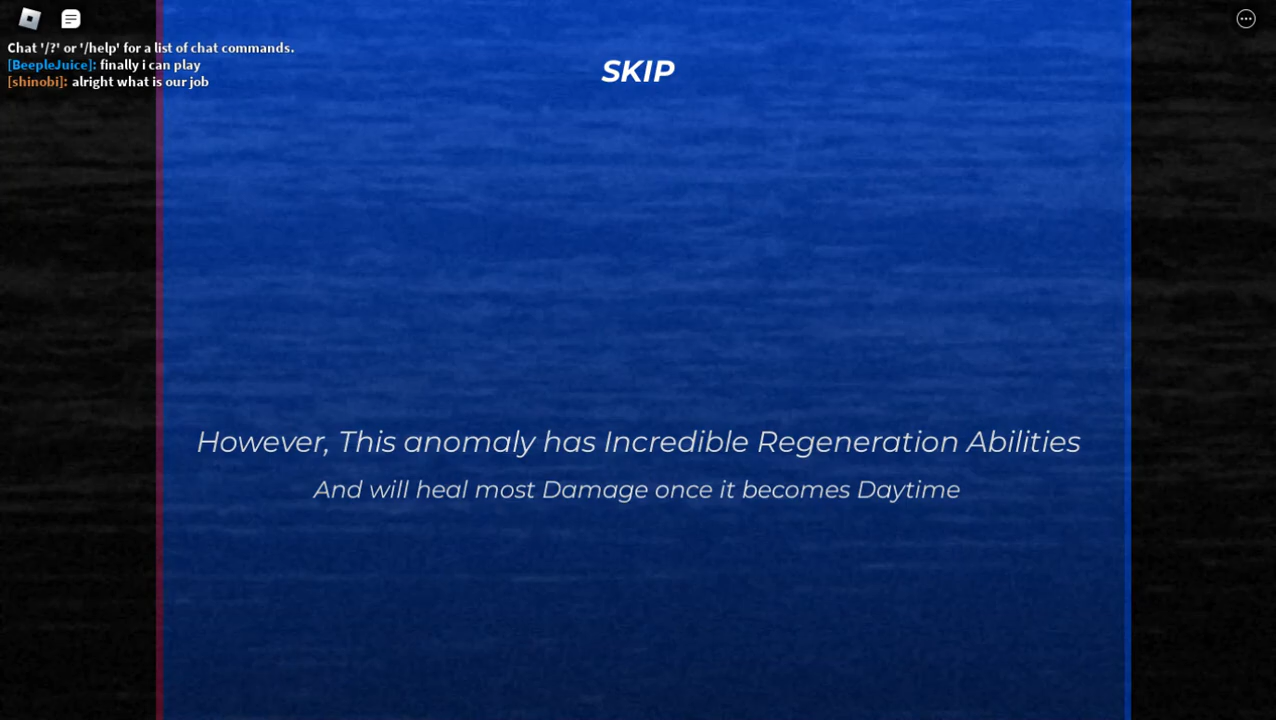 Chat '/?' or '/help' for a list of chat commands.
[BeepleJuice]: finally i can play
[shinobi]: alright what is our job
SKIP
However, This anomaly has Incredible Regeneration Abilities
And will heal most Damage once it becomes Daytime